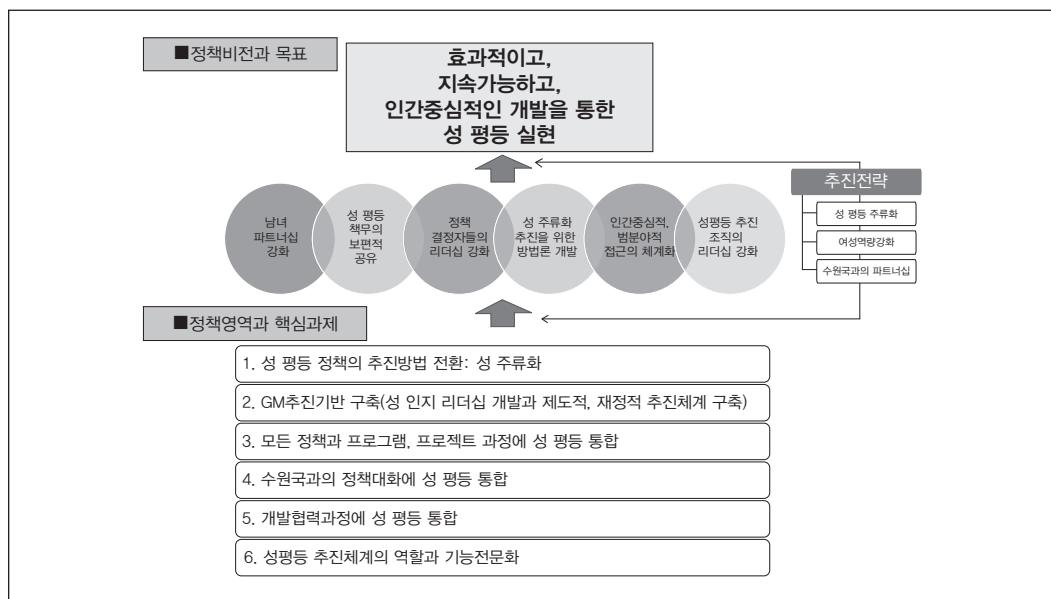 ■정책비전과 목표
효과적이고,
지속가능하고,
인간중심적인 개발을 통한
성 평등 실현
추진전략
성 평등 주류화
여성역량강화
수원국과의 파트너십
남녀
파트너십
강화
성 평등
책무의
보편적
공유
정책
결정자들의
리더십 강화
성 주류화
추진을 위한
방법론 개발
인간중심적,
범분야적
접근의 체계화
성평등 추진
조직의
리더십 강화
■정책영역과 핵심과제
1. 성 평등 정책의 추진방법 전환: 성 주류화
2. GM추진기반 구축(성 인지 리더십 개발과 제도적, 재정적 추진체계 구축)
3. 모든 정책과 프로그램, 프로젝트 과정에 성 평등 통합
4. 수원국과의 정책대화에 성 평등 통합
5. 개발협력과정에 성 평등 통합
6. 성평등 추진체계의 역할과 기능전문화